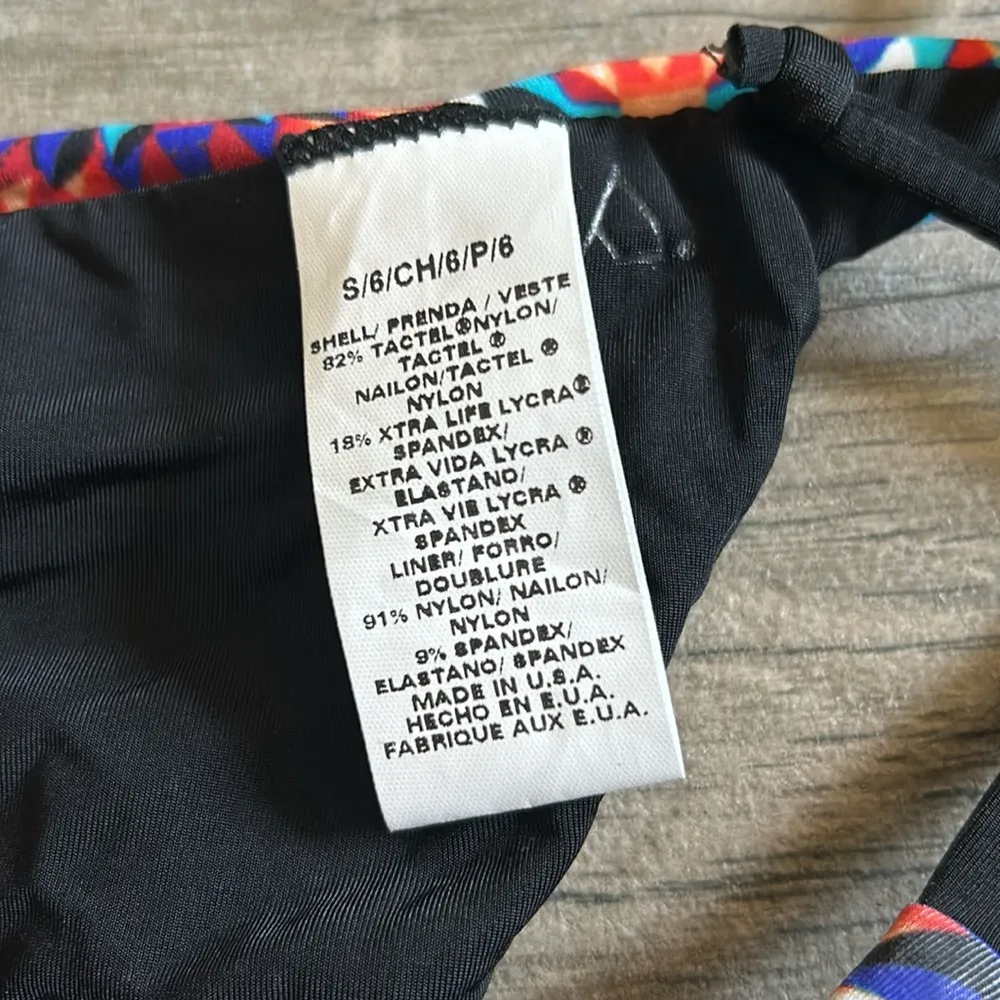 S/6/CH/6/P/6
SHELL/ PRENDA / VESTE
82% TACTEL®NYLON/
TACTEL ®
NAILON/TACTEL ®
NYLON
18% XTRA LIFE LYCRA®
SPANDEX/
EXTRA VIDA LYCRA ®
ELASTANO/
XTRA VIE LYCRA ®
SPANDEX
LINER/ FORRO/
DOUBLURE
91% NYLON/ NAILON/
NYLON
9% SPANDEX/
ELASTANO/ SPANDEX
MADE IN U.S.A.
HECHO EN E.U.A.
FABRIQUE AUX E.U.A.